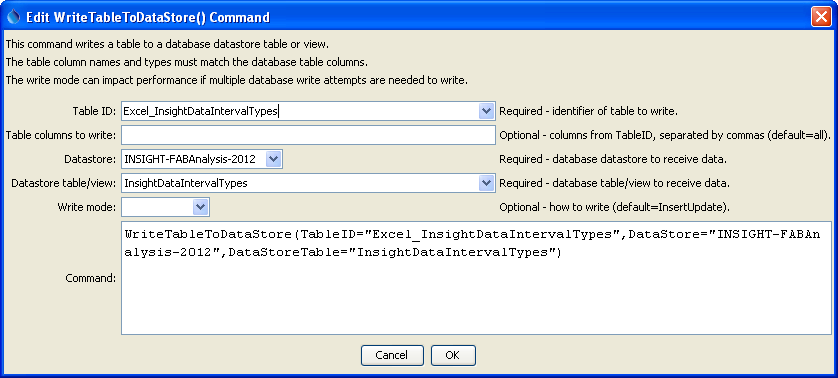 Edit WriteTableToDataStore() Command
This command writes a table to a database datastore table or view.
The table column names and types must match the database table columns.
The write mode can impact performance if multiple database write attempts are needed to write.
Table ID: Excel_InsightDataIntervalTypes Required - identifier of table to write.
Table columns to write: Optional - columns from TableID, separated by commas (default=all).
Datastore: INSIGHT-FABAnalysis-2012 Required - database datastore to receive data.
Datastore table/view: InsightDataIntervalTypes Required - database table/view to receive data.
Write mode: Optional - how to write (default=InsertUpdate).
Command: WriteTableToDataStore(TableID="Excel_InsightDataIntervalTypes",DataStore="INSIGHT-FABAn
alysis-2012",DataStoreTable="InsightDataIntervalTypes")
Cancel OK